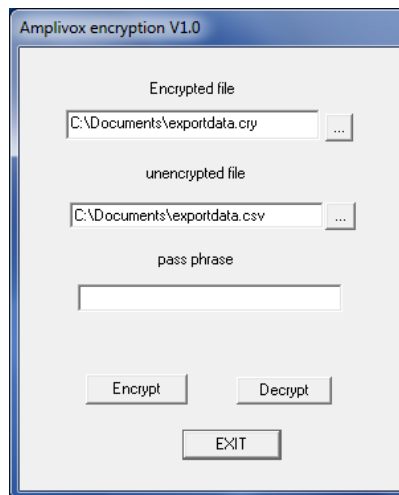 Amplivox encryption V1.0
Encrypted file
C:\Documents\exportdata.cry
...
unencrypted file
C:\Documents\exportdata.csv
...
pass phrase
Encrypt
Decrypt
EXIT